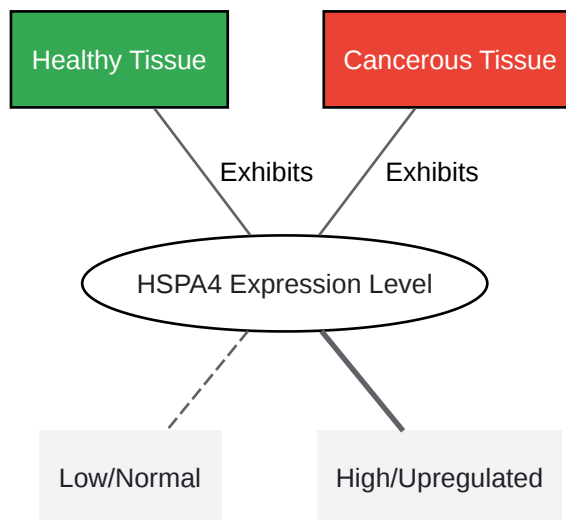 Healthy Tissue
Cancerous Tissue
Exhibits
Exhibits
HSPA4 Expression Level
Low/Normal
High/Upregulated